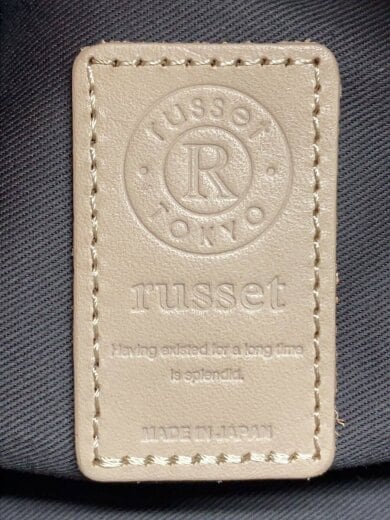 russet
R
TOKYO
russet
Having existed for a long time
is splendid.
MADE IN JAPAN